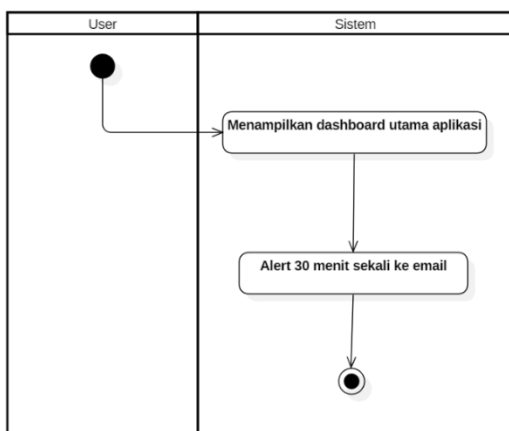 User
Sistem
Menampilkan dashboard utama aplikasi
Alert 30 menit sekali ke email